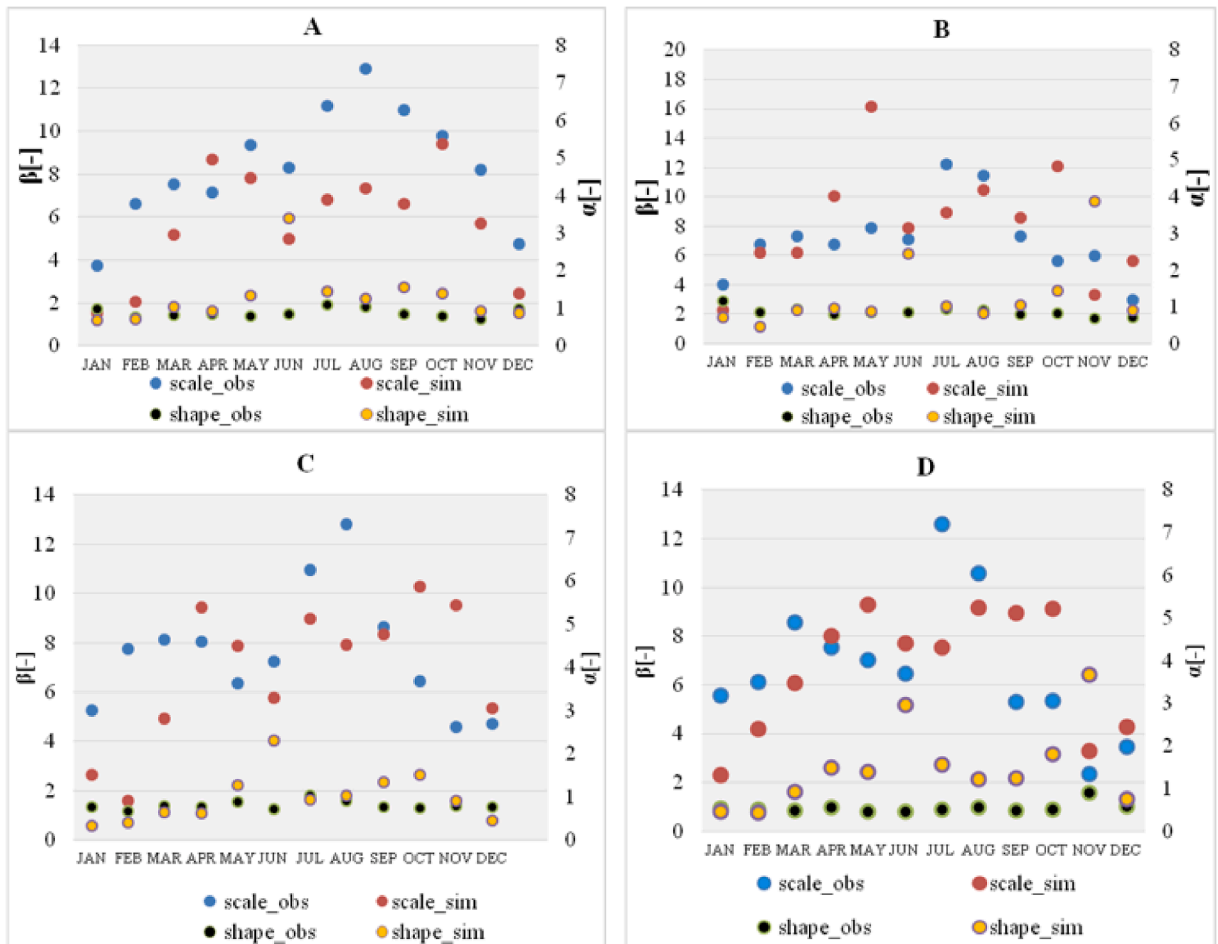 A
14
12
10
8
6
4
2
0
β[-]
8
7
6
5
4
3
2
1
0
α[-]
JAN FEB MAR APR MAY JUN JUL AUG SEP OCT NOV DEC
scale_obs scale_sim
shape_obs shape_sim
B
20
18
16
14
12
10
8
6
4
2
0
β[-]
8
7
6
5
4
3
2
1
0
α[-]
JAN FEB MAR APR MAY JUN JUL AUG SEP OCT NOV DEC
scale_obs scale_sim
shape_obs shape_sim
C
14
12
10
8
6
4
2
0
β[-]
8
7
6
5
4
3
2
1
0
α[-]
JAN FEB MAR APR MAY JUN JUL AUG SEP OCT NOV DEC
scale_obs scale_sim
shape_obs shape_sim
D
14
12
10
8
6
4
2
0
β[-]
8
7
6
5
4
3
2
1
0
α[-]
JAN FEB MAR APR MAY JUN JUL AUG SEP OCT NOV DEC
scale_obs scale_sim
shape_obs shape_sim